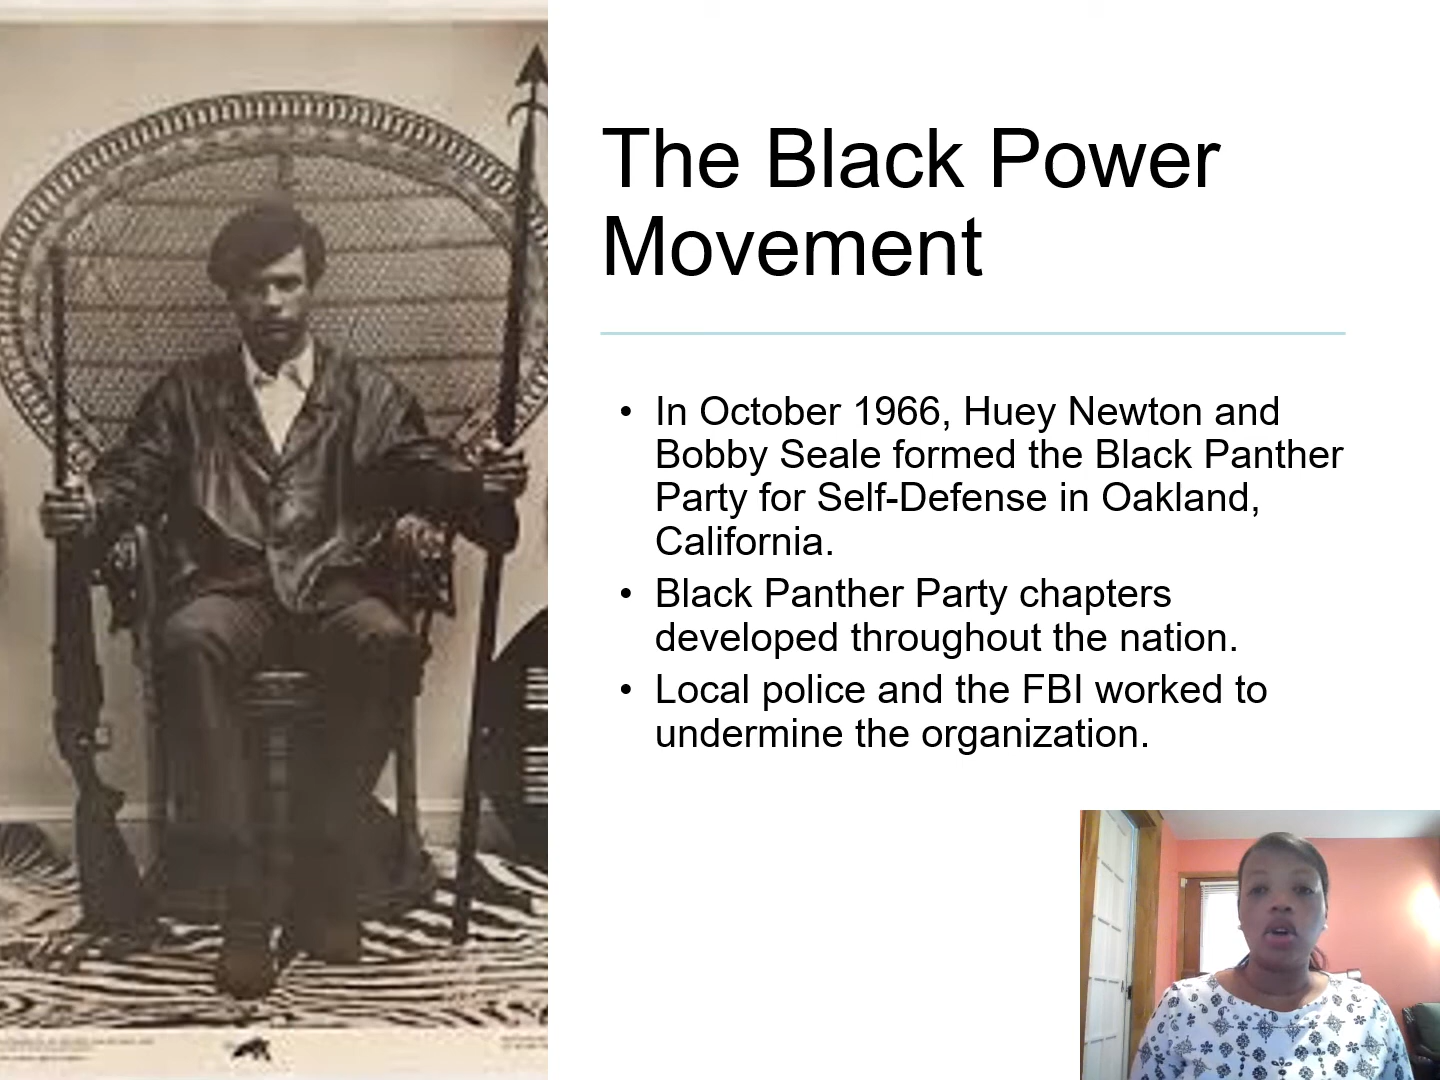 The Black Power
Movement
• In October 1966, Huey Newton and
Bobby Seale formed the Black Panther
Party for Self-Defense in Oakland,
California.
• Black Panther Party chapters
developed throughout the nation.
• Local police and the FBI worked to
undermine the organization.